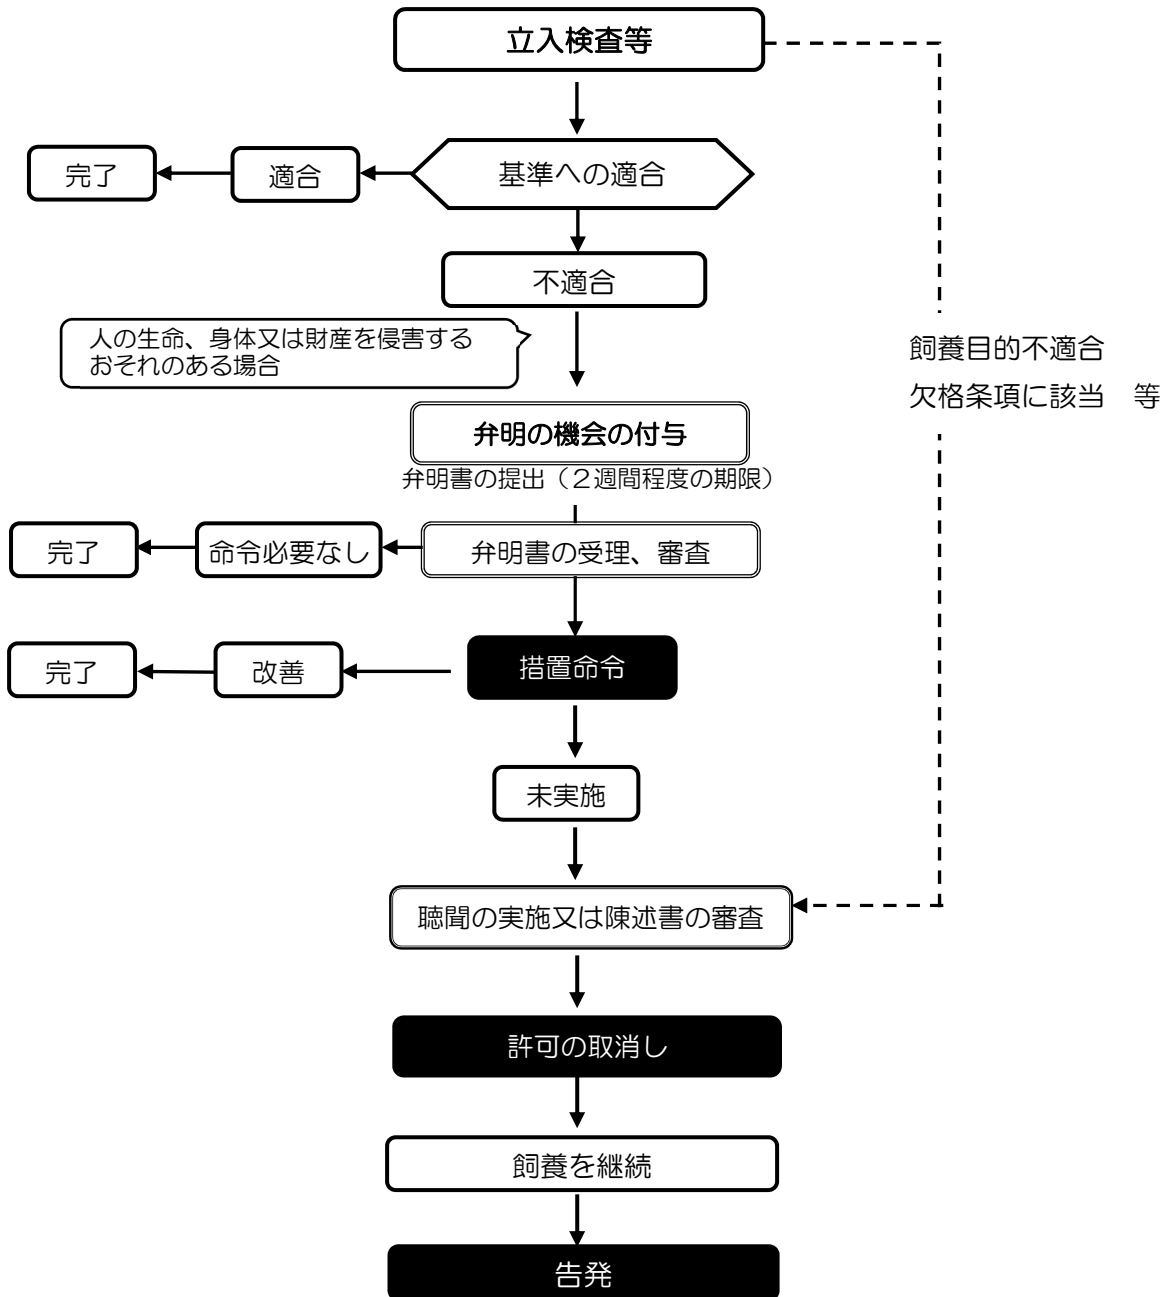 立入検査等
基準への適合
適合
完了
不適合
人の生命、身体又は財産を侵害する
おそれのある場合
飼養目的不適合
欠格条項に該当　等
弁明の機会の付与
弁明書の提出（２週間程度の期限）
弁明書の受理、審査
命令必要なし
完了
措置命令
改善
完了
未実施
聴聞の実施又は陳述書の審査
許可の取消し
飼養を継続
告発